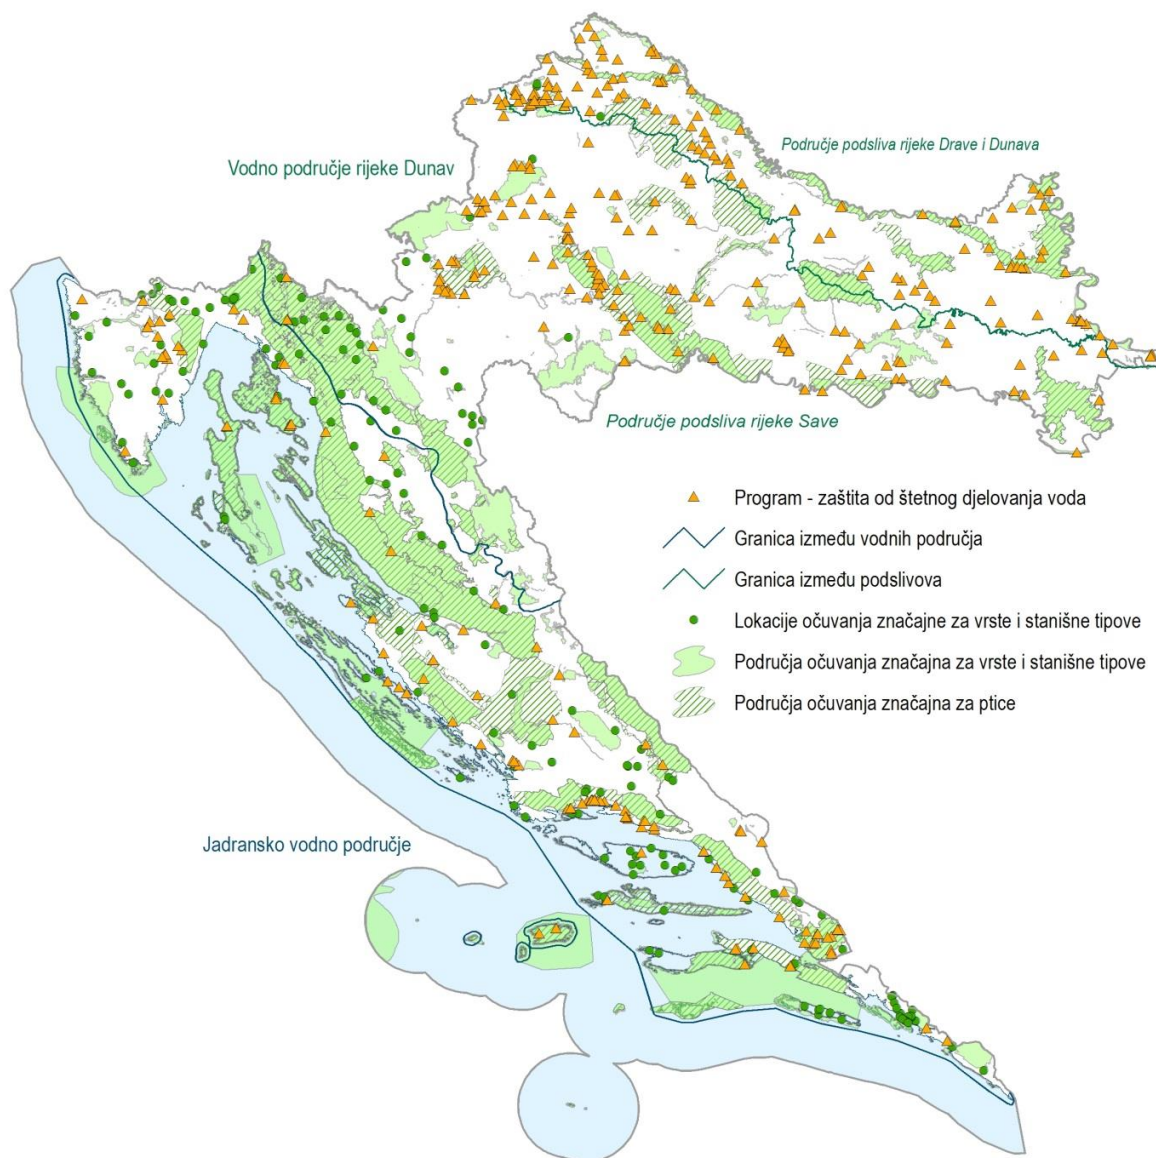 Područje podsliva rijeke Drave i Dunava
Vodno područje rijeke Dunav
Područje podsliva rijeke Save
Program - zaštita od štetnog djelovanja voda
Granica između vodnih područja
Granica između podslivova
Lokacije očuvanja značajne za vrste i stanišne tipove
Područja očuvanja značajna za vrste i stanišne tipove
Područja očuvanja značajna za ptice
Jadransko vodno područje